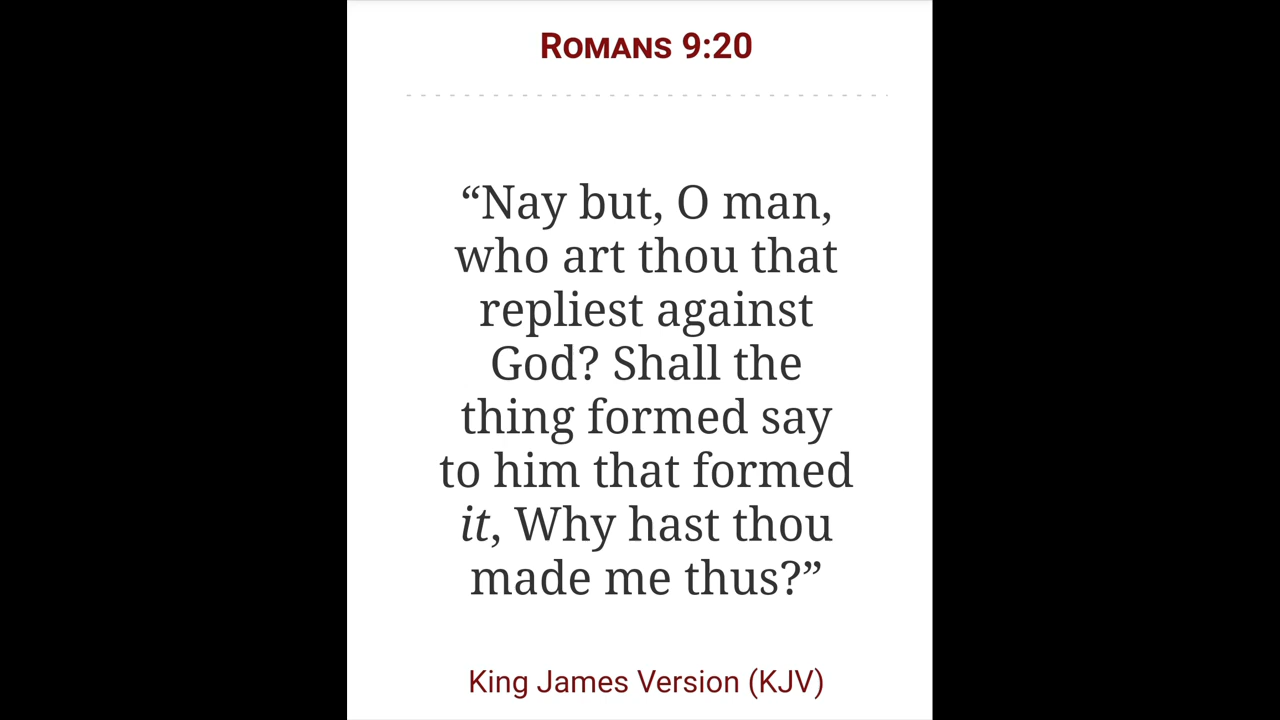 Romans 9:20
“Nay but, O man,
who art thou that
repliest against
God? Shall the
thing formed say
to him that formed
it, Why hast thou
made me thus?”
King James Version (KJV)